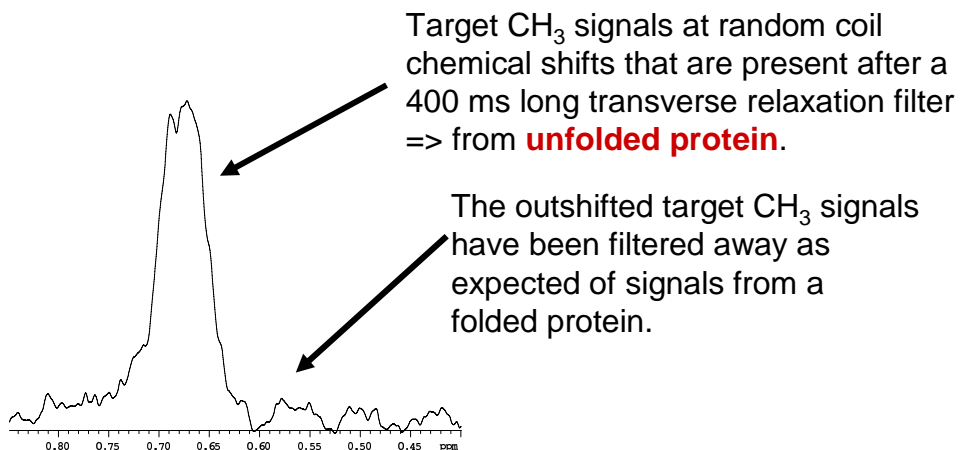 Target CH₃ signals at random coil
chemical shifts that are present after a
400 ms long transverse relaxation filter
=> from unfolded protein.
The outshifted target CH₃ signals
have been filtered away as
expected of signals from a
folded protein.
0.80 0.75 0.70 0.65 0.60 0.55 0.50 0.45 ppm